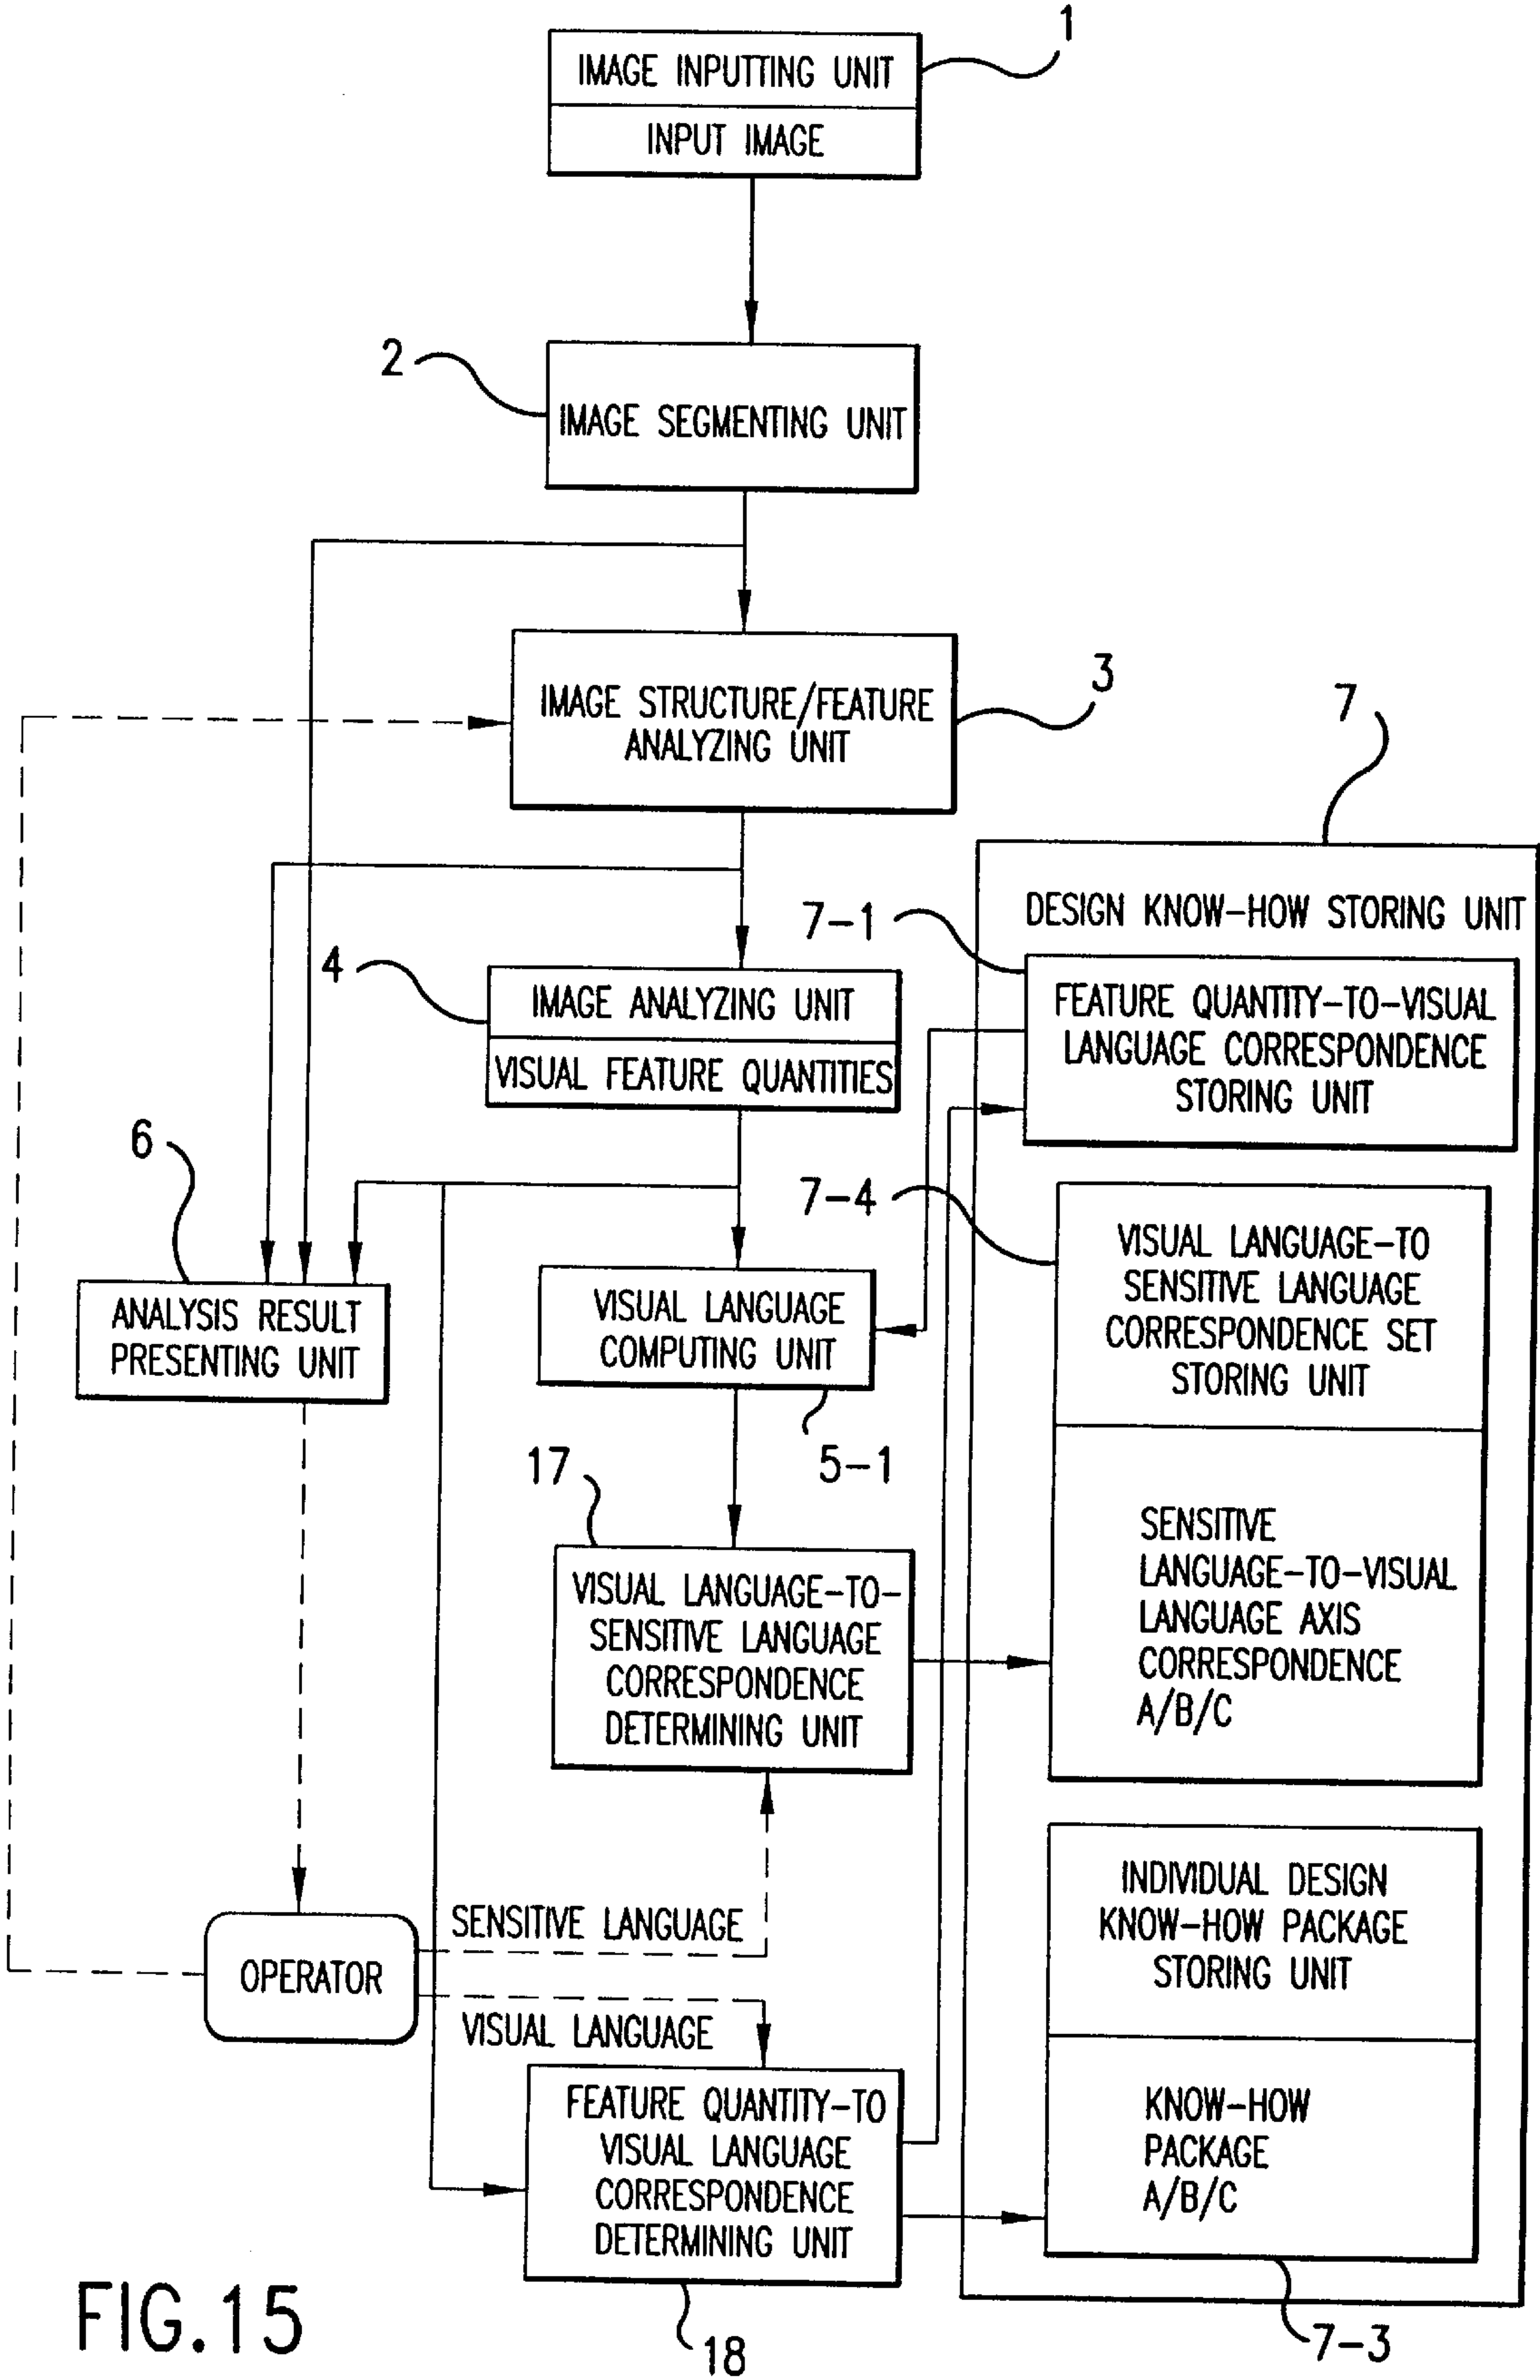 1
IMAGE INPUTTING UNIT
INPUT IMAGE
2
IMAGE SEGMENTING UNIT
3
IMAGE STRUCTURE/FEATURE
ANALYZING UNIT
7
DESIGN KNOW-HOW STORING UNIT
7-1
FEATURE QUANTITY-TO-VISUAL
LANGUAGE CORRESPONDENCE
STORING UNIT
4
IMAGE ANALYZING UNIT
VISUAL FEATURE QUANTITIES
6
ANALYSIS RESULT
PRESENTING UNIT
VISUAL LANGUAGE
COMPUTING UNIT
5-1
7-4
VISUAL LANGUAGE-TO
SENSITIVE LANGUAGE
CORRESPONDENCE SET
STORING UNIT
SENSITIVE
LANGUAGE-TO-VISUAL
LANGUAGE AXIS
CORRESPONDENCE
A/B/C
17
VISUAL LANGUAGE-TO-
SENSITIVE LANGUAGE
CORRESPONDENCE
DETERMINING UNIT
OPERATOR
SENSITIVE LANGUAGE
VISUAL LANGUAGE
INDIVIDUAL DESIGN
KNOW-HOW PACKAGE
STORING UNIT
KNOW-HOW
PACKAGE
A/B/C
7-3
FEATURE QUANTITY-TO
VISUAL LANGUAGE
CORRESPONDENCE
DETERMINING UNIT
18
FIG.15